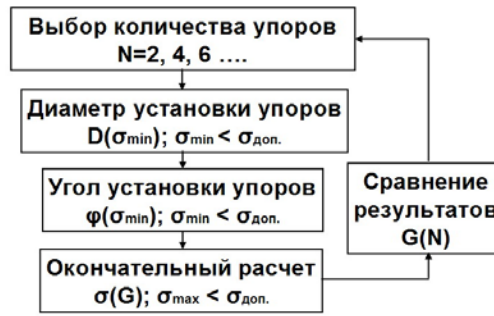 Выбор количества упоров
N=2, 4, 6 ....
Диаметр установки упоров
D(σmin); σmin < σдоп.
Угол установки упоров
φ(σmin); σmin < σдоп.
Окончательный расчет
σ(G); σmax < σдоп.
Сравнение
результатов
G(N)